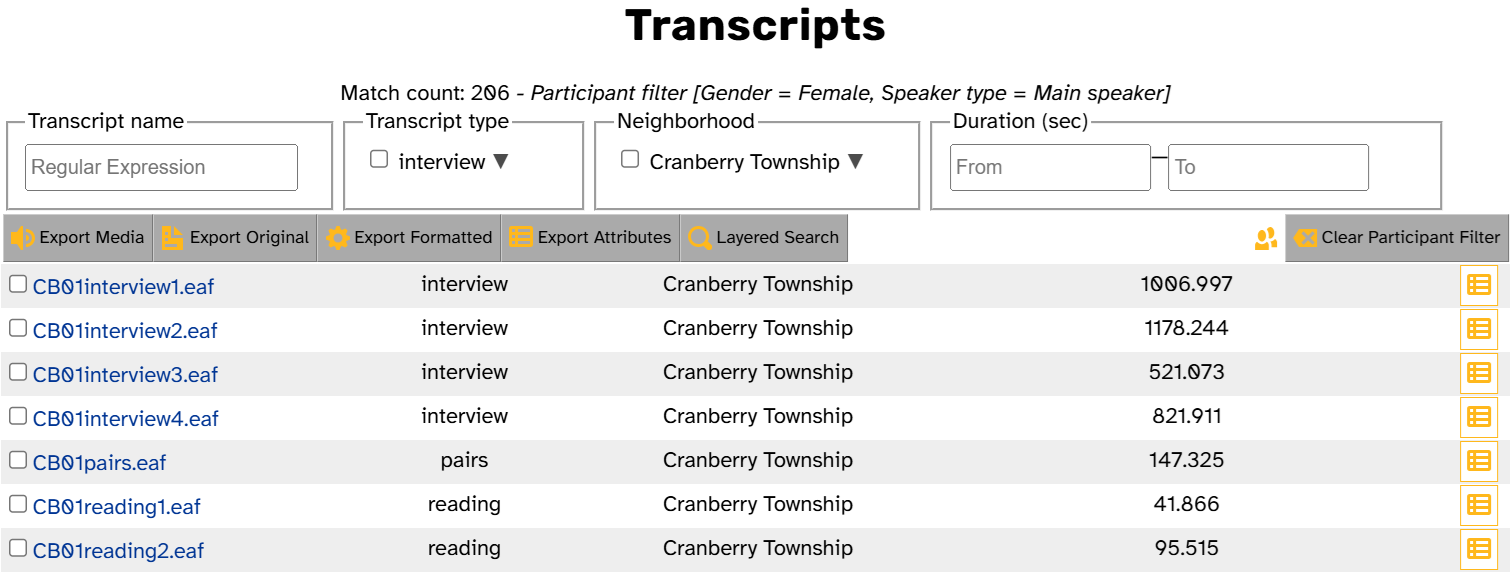 Transcripts
Match count: 206 - Participant filter [Gender = Female, Speaker type = Main speaker]
Transcript name Transcript type Neighborhood Duration (sec)
Regular Expression interview ▼ Cranberry Township ▼ From – To
Export Media Export Original Export Formatted Export Attributes Layered Search Clear Participant Filter
CB01interview1.eaf interview Cranberry Township 1006.997
CB01interview2.eaf interview Cranberry Township 1178.244
CB01interview3.eaf interview Cranberry Township 521.073
CB01interview4.eaf interview Cranberry Township 821.911
CB01pairs.eaf pairs Cranberry Township 147.325
CB01reading1.eaf reading Cranberry Township 41.866
CB01reading2.eaf reading Cranberry Township 95.515